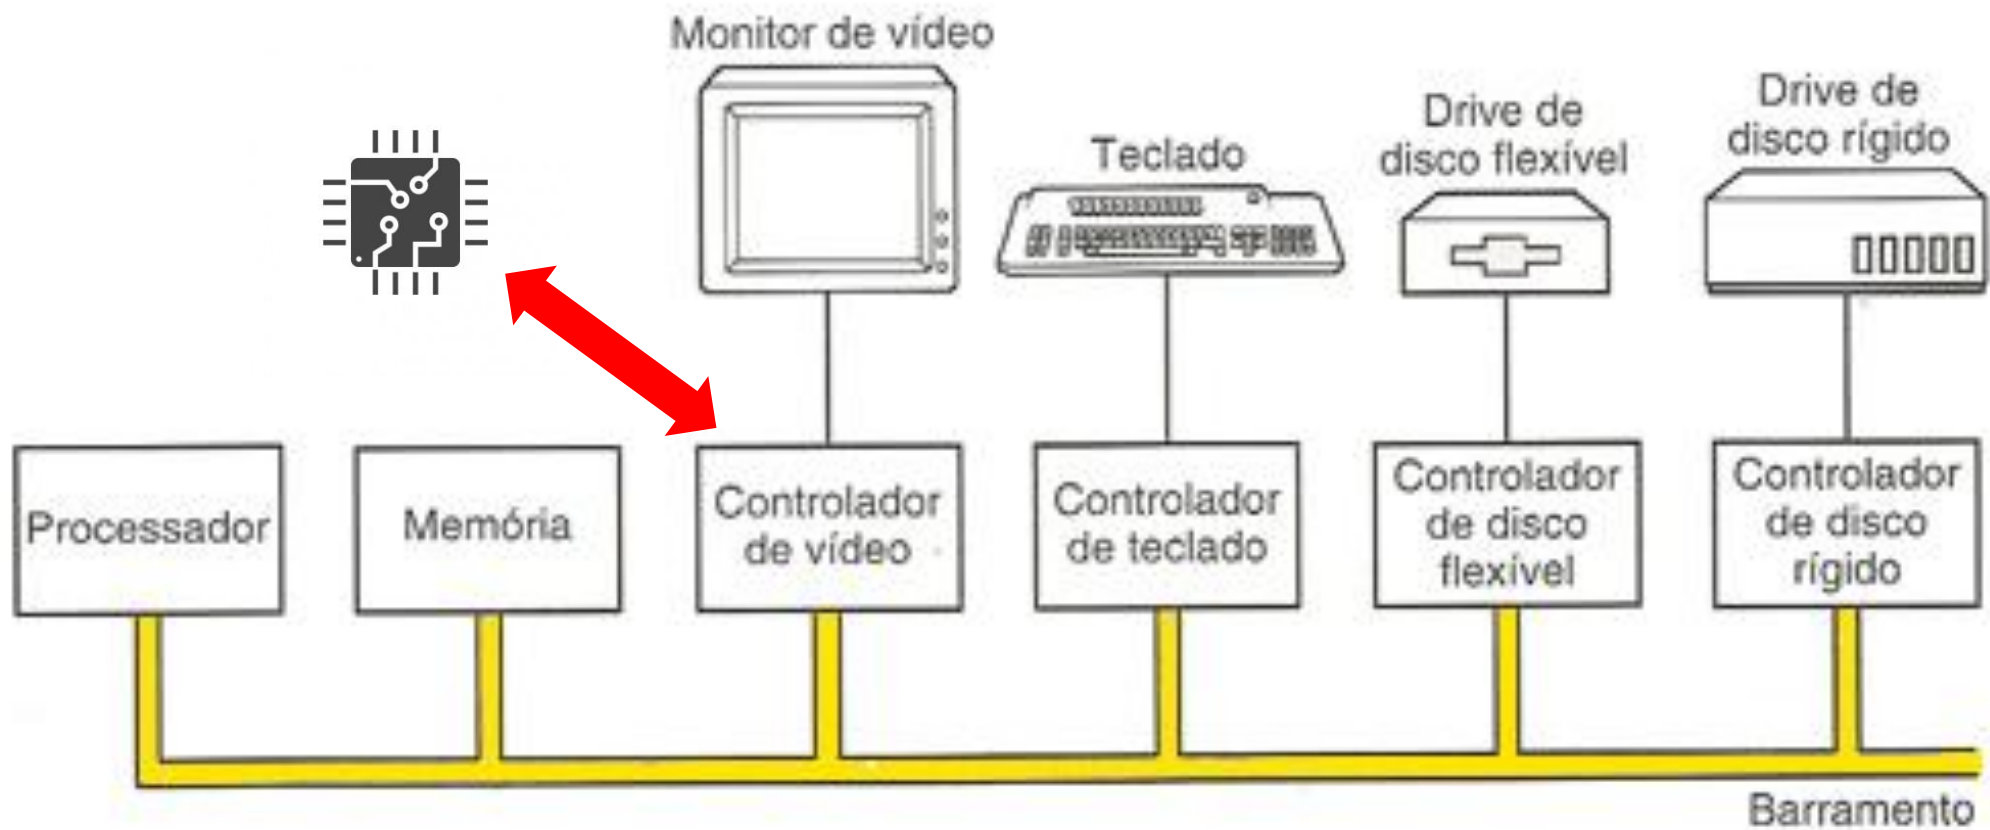 Monitor de vídeo
Teclado
Drive de
disco flexível
Drive de
disco rígido
Processador
Memória
Controlador
de vídeo
Controlador
de teclado
Controlador
de disco
flexível
Controlador
de disco
rígido
Barramento